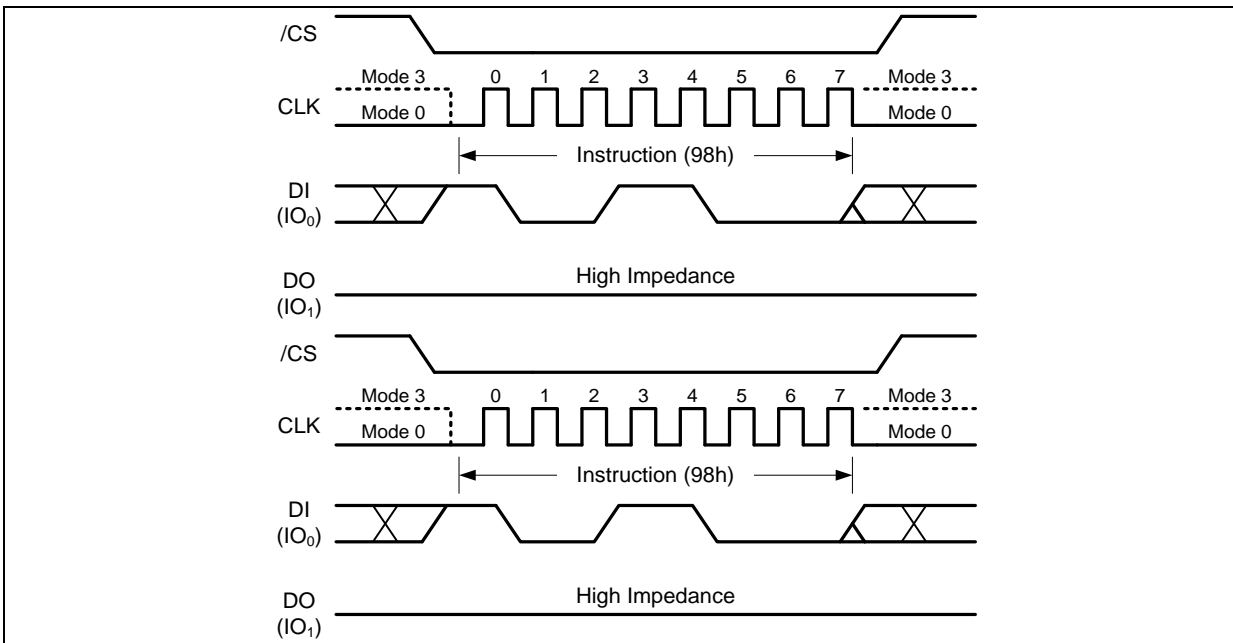 /CS
Mode 3 0 1 2 3 4 5 6 7 Mode 3
CLK
Mode 0 Mode 0
Instruction (98h)
DI
(IO₀)
High Impedance
DO
(IO₁)
/CS
Mode 3 0 1 2 3 4 5 6 7 Mode 3
CLK
Mode 0 Mode 0
Instruction (98h)
DI
(IO₀)
High Impedance
DO
(IO₁)